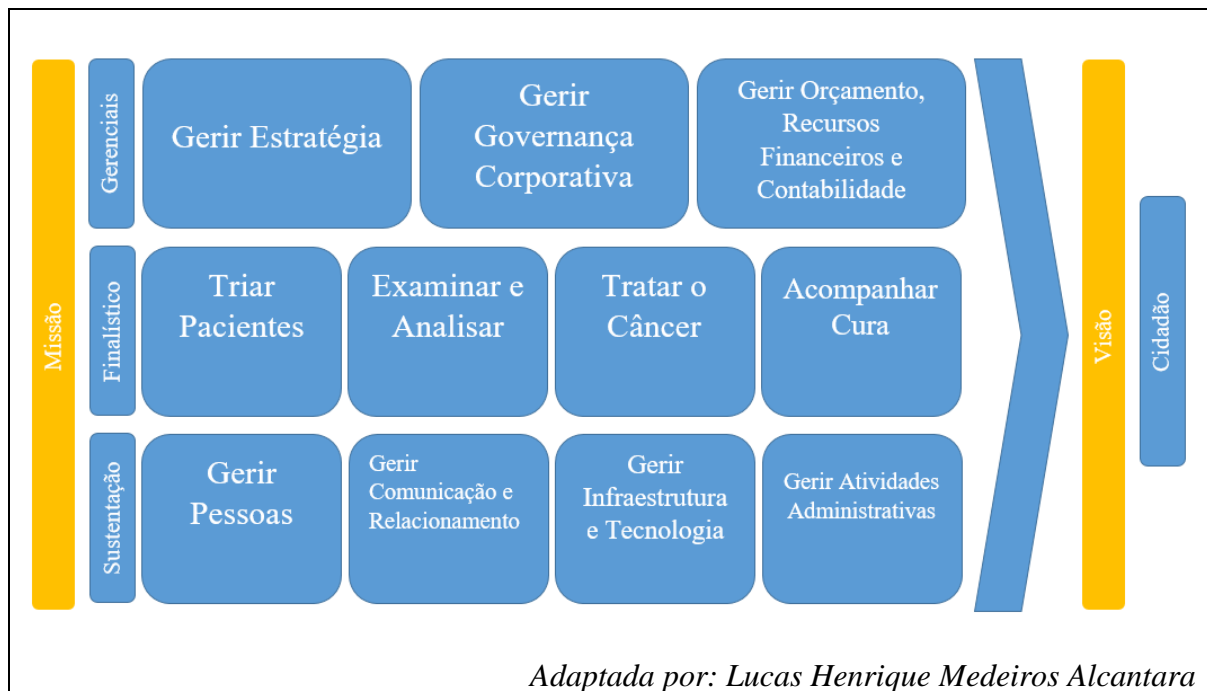 Missão
Gerenciais
Gerir Estratégia
Gerir
Governança
Corporativa
Gerir Orçamento,
Recursos
Financeiros e
Contabilidade
Finalístico
Triar
Pacientes
Examinar e
Analisar
Tratar o
Câncer
Acompanhar
Cura
Sustentação
Gerir
Pessoas
Gerir
Comunicação e
Relacionamento
Gerir
Infraestrutura
e Tecnologia
Gerir Atividades
Administrativas
Visão
Cidadão
Adaptada por: Lucas Henrique Medeiros Alcantara